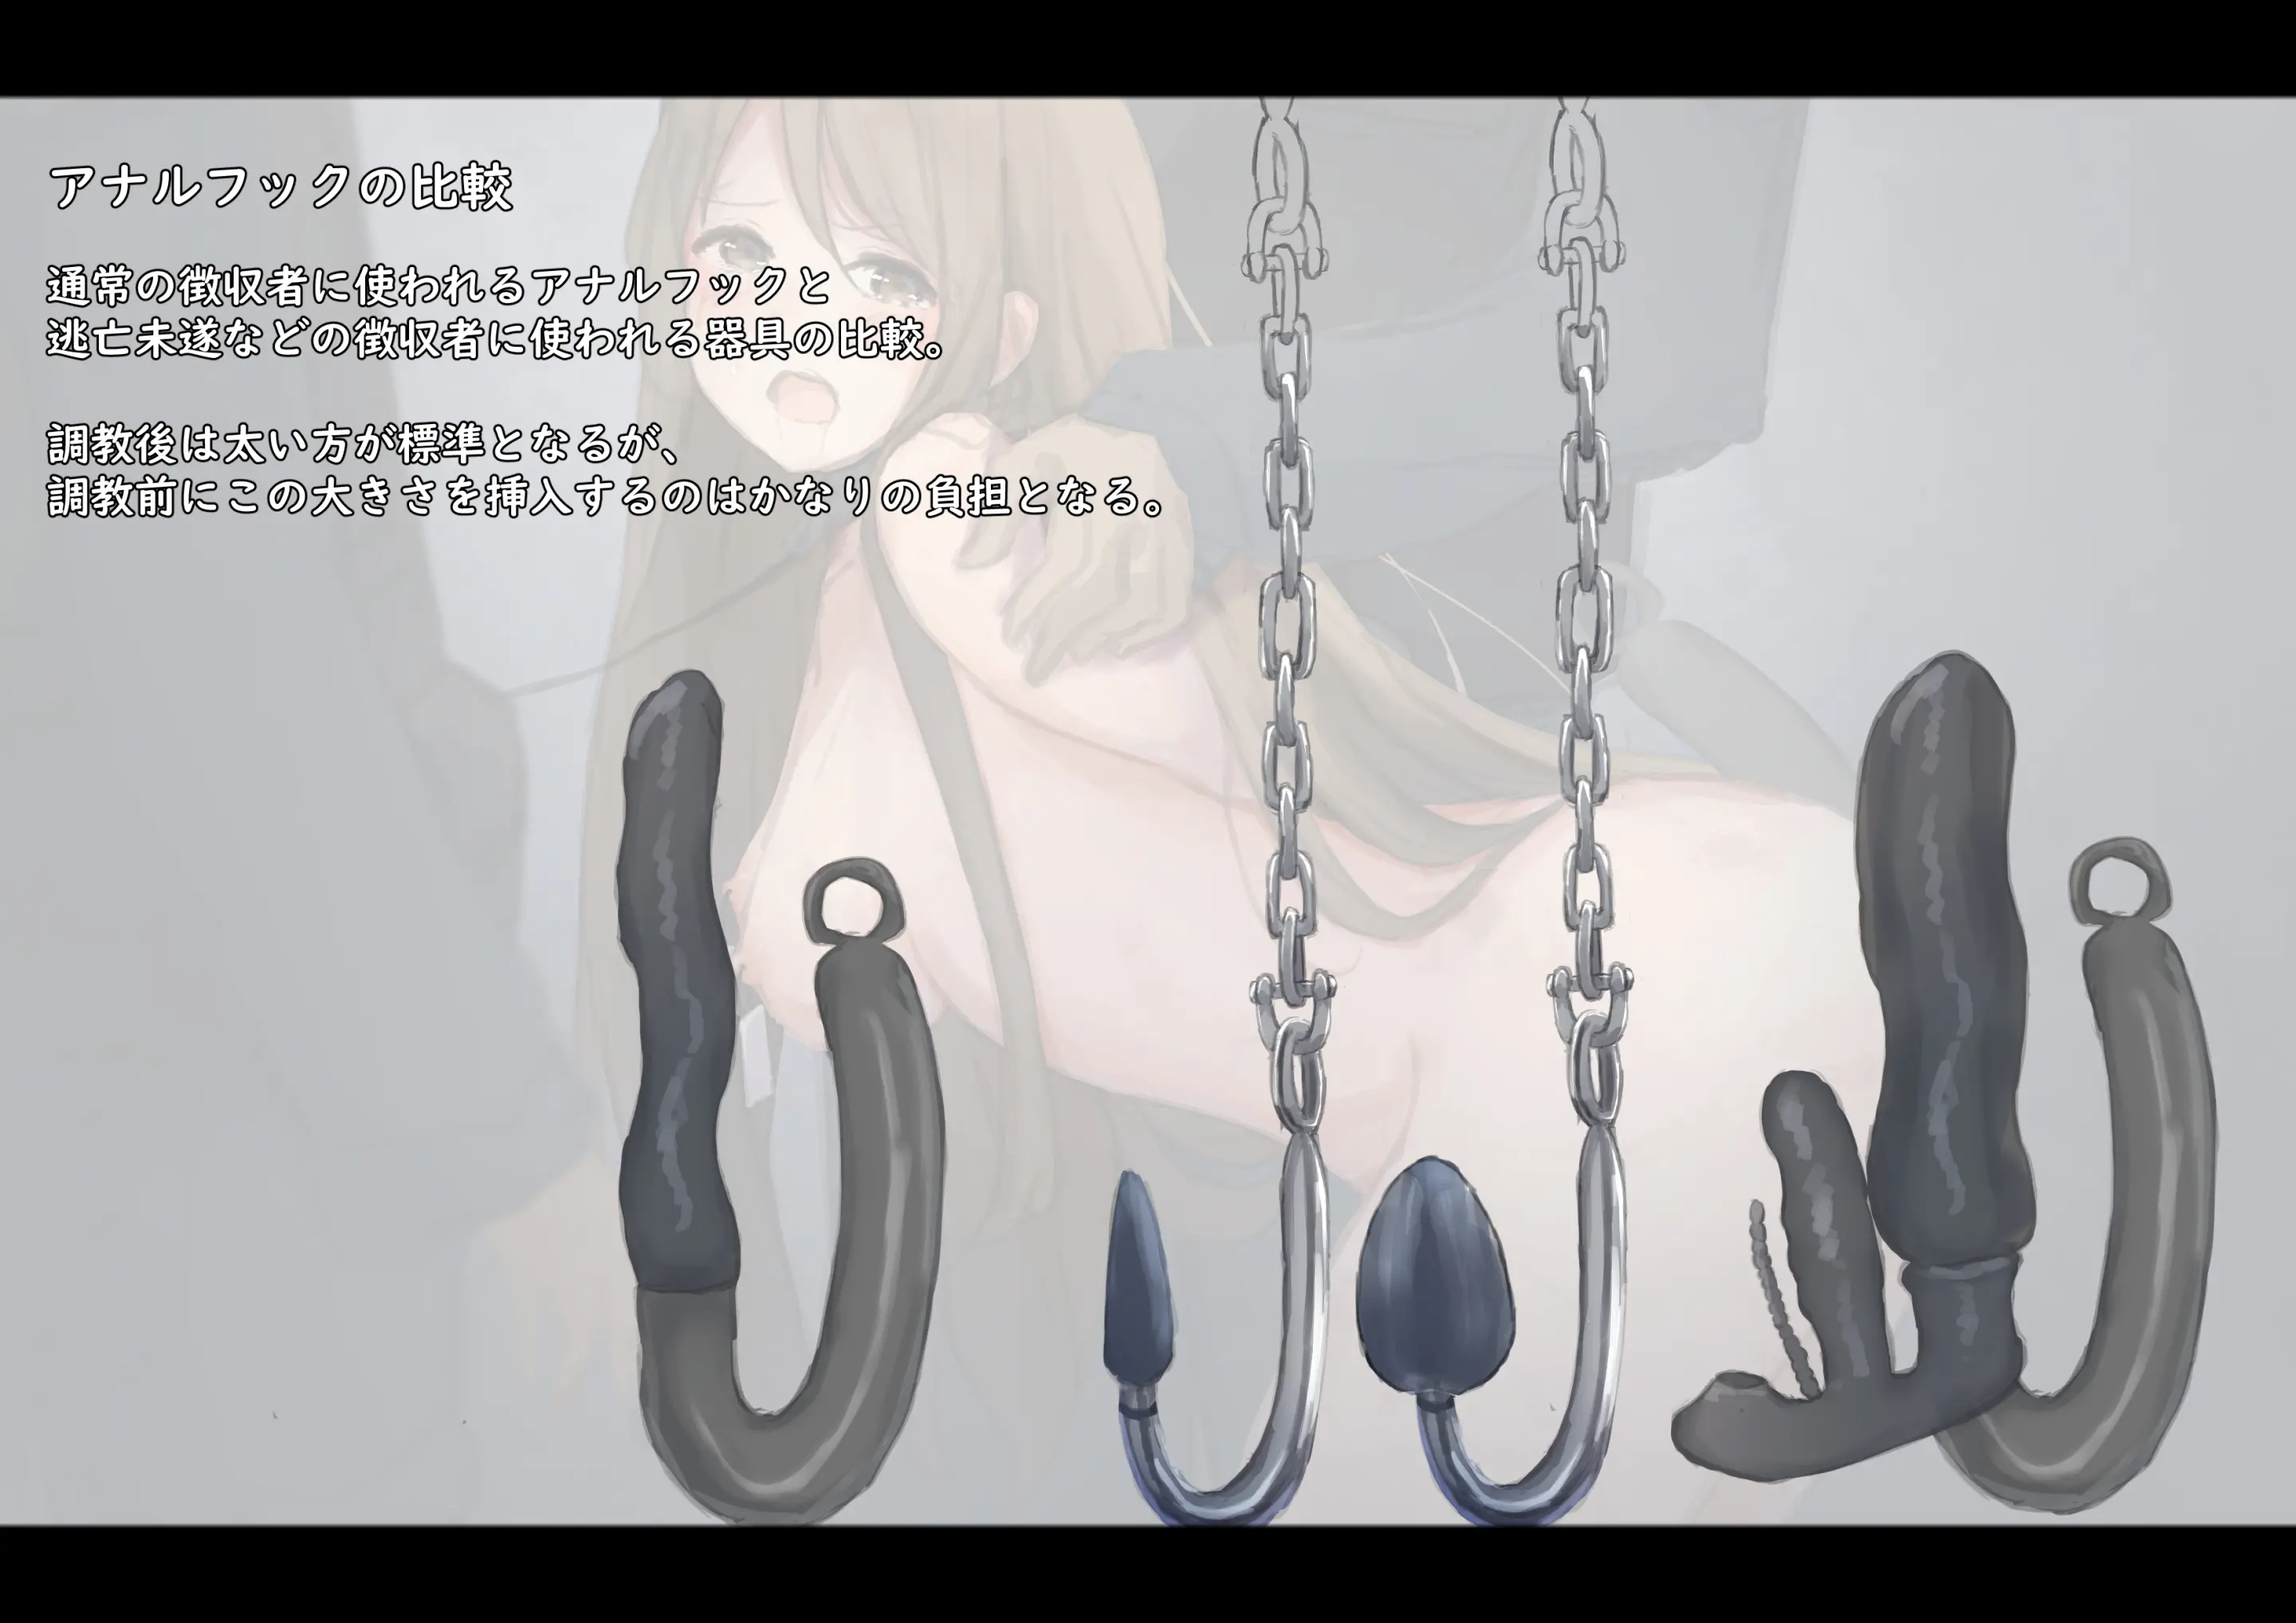 アナルフックの比較
通常の徴収者に使われるアナルフックと
逃亡未遂などの徴収者に使われる器具の比較。
調教後は太い方が標準となるが、
調教前にこの大きさを挿入するのはかなりの負担となる。